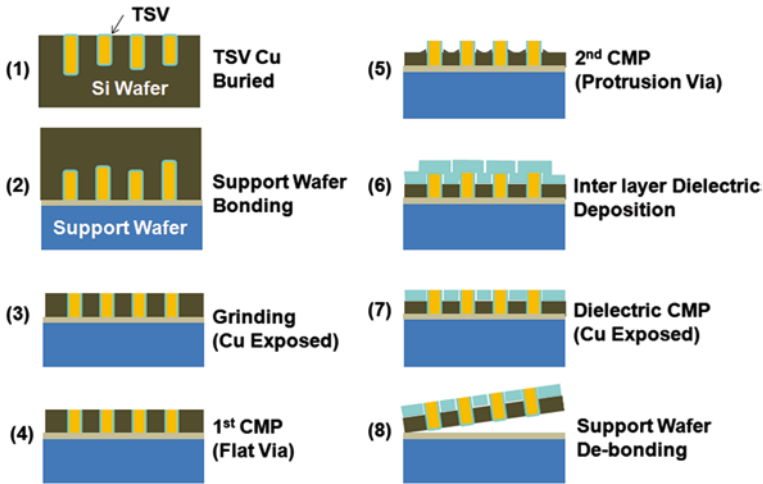 TSV
(1)
Si Wafer
TSV Cu
Buried
(2)
Support Wafer
Support Wafer
Bonding
(3)
Grinding
(Cu Exposed)
(4)
1st CMP
(Flat Via)
(5)
2nd CMP
(Protrusion Via)
(6)
Inter layer Dielectric
Deposition
(7)
Dielectric CMP
(Cu Exposed)
(8)
Support Wafer
De-bonding